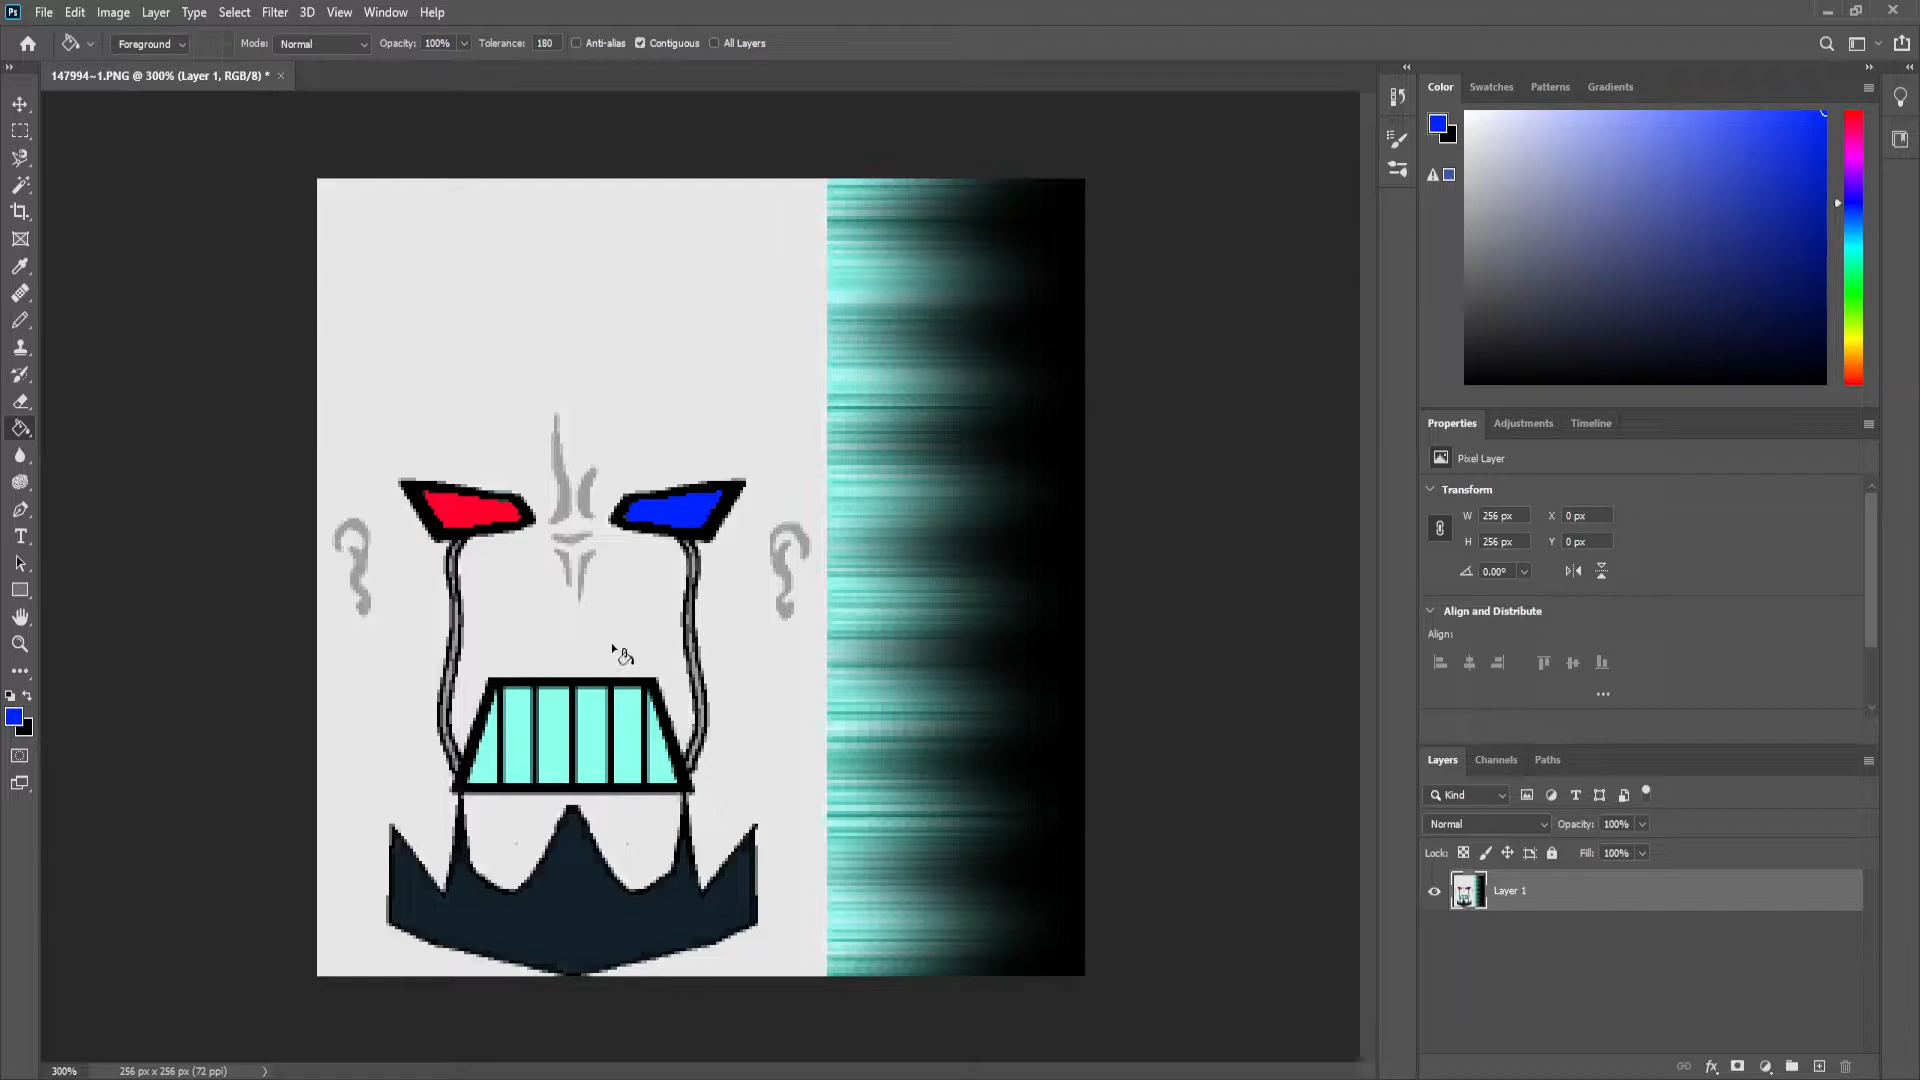 Ps File Edit Image Layer Type Select Filter 3D View Window Help
Foreground Mode: Normal Opacity: 100% Tolerance: 180 Anti-alias Contiguous All Layers
147994~1.PNG @ 300% (Layer 1, RGB/8) *
Color Swatches Patterns Gradients
Properties Adjustments Timeline
Pixel Layer
Transform
W 256 px X 0 px
H 256 px Y 0 px
0.00°
Align and Distribute
Align:
Layers Channels Paths
Kind
Normal Opacity: 100%
Lock: Fill: 100%
Layer 1
300% 256 px x 256 px (72 ppi)